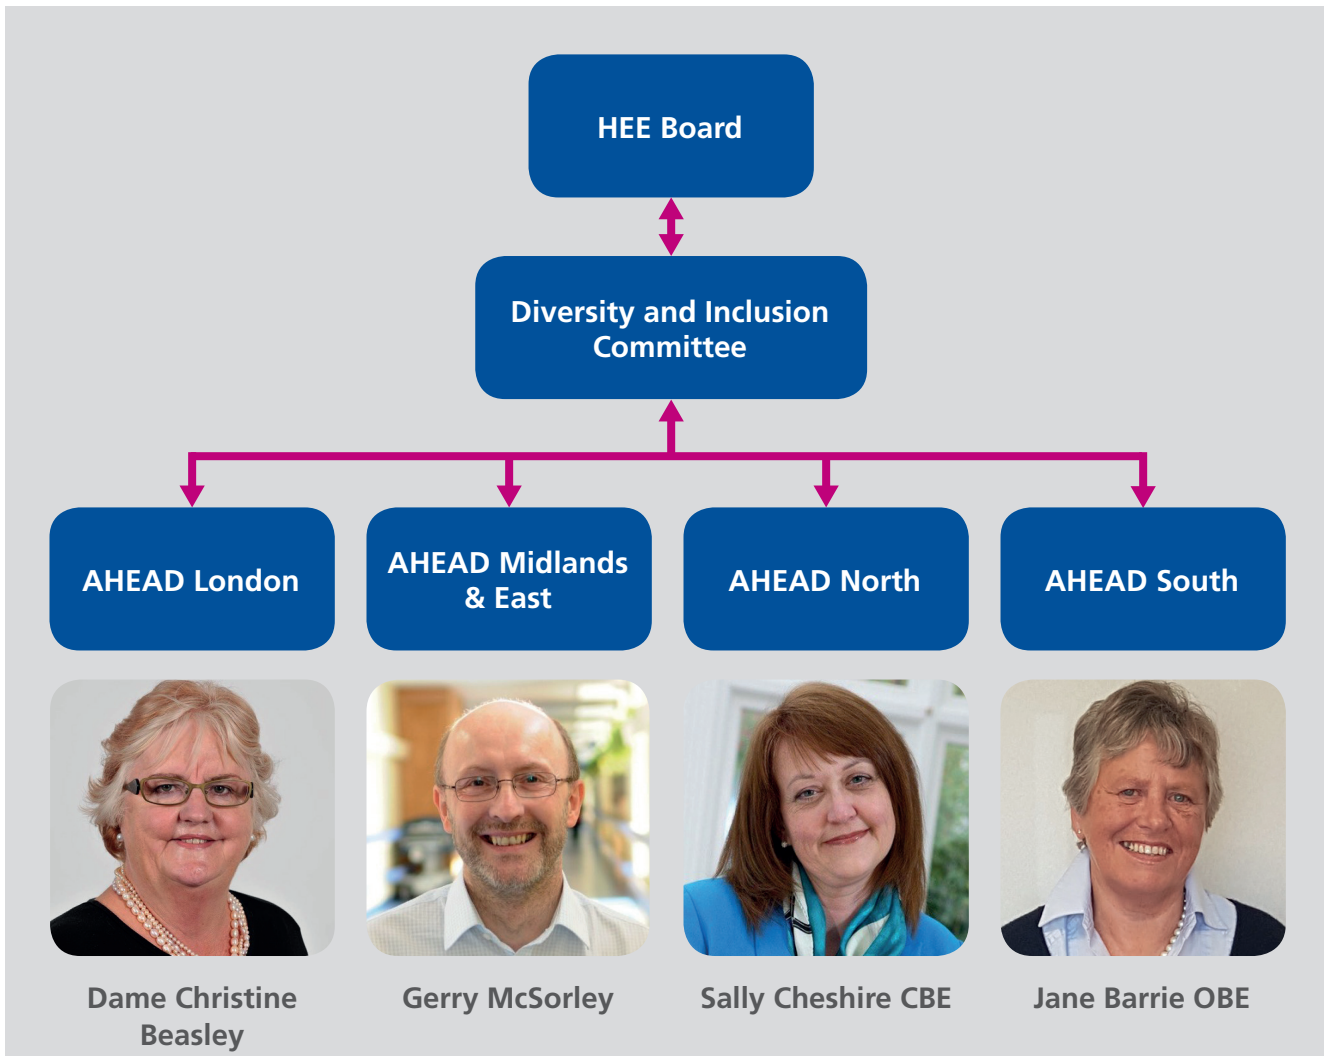 HEE Board
Diversity and Inclusion
Committee
AHEAD London
AHEAD Midlands
& East
AHEAD North
AHEAD South
Dame Christine
Beasley
Gerry McSorley
Sally Cheshire CBE
Jane Barrie OBE